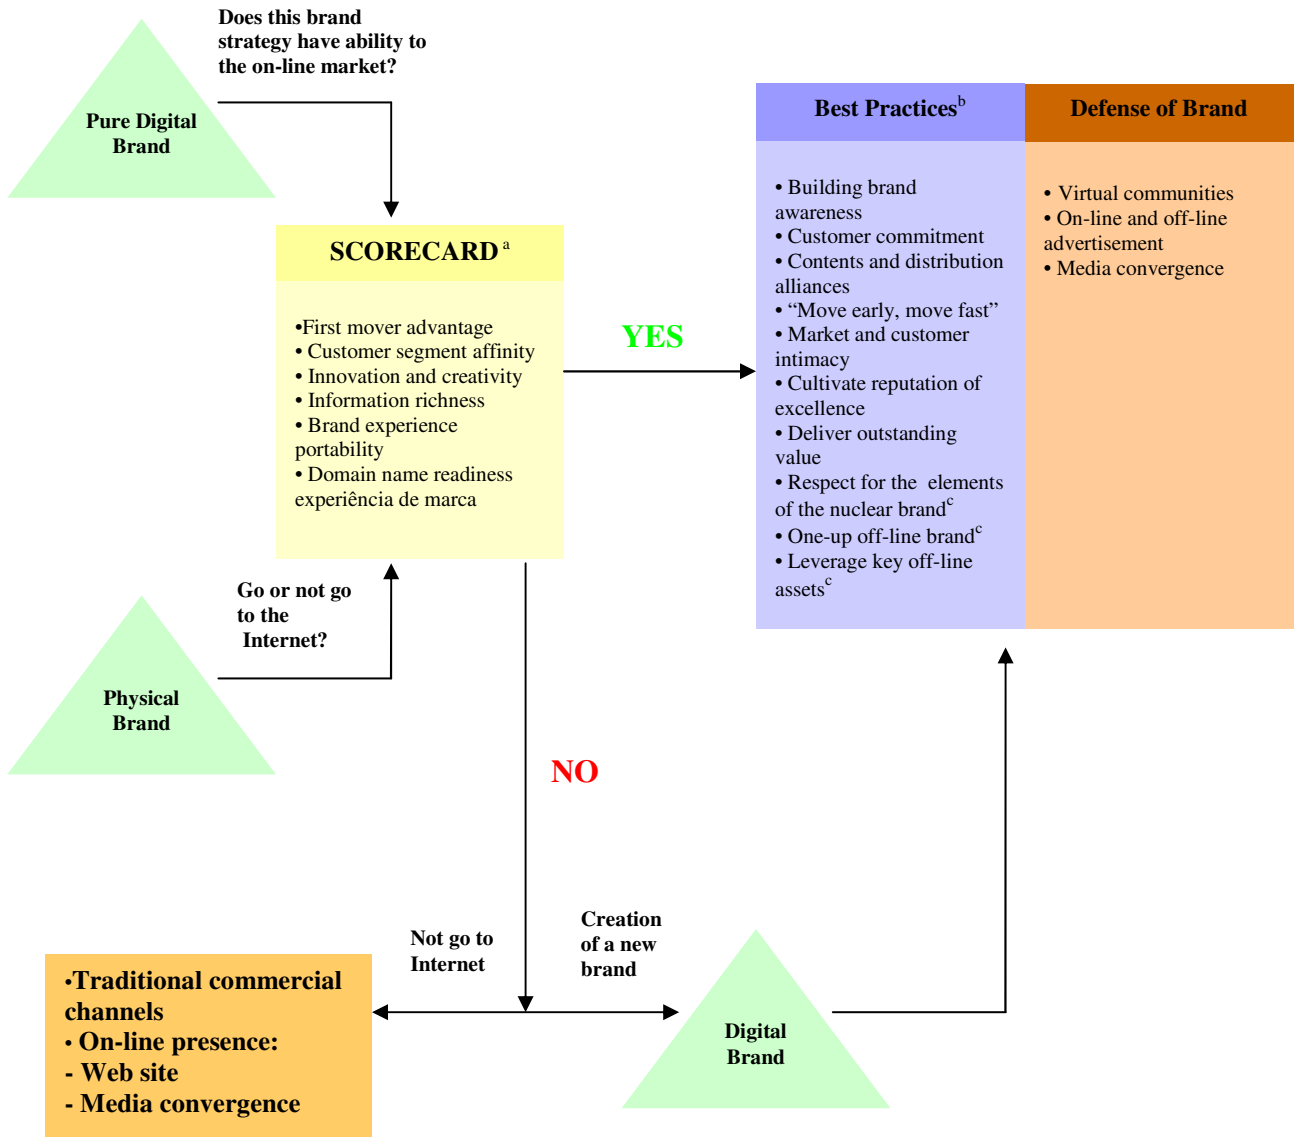 Does this brand
strategy have ability to
the on-line market?
Pure Digital
Brand
SCORECARD a
•First mover advantage
• Customer segment affinity
• Innovation and creativity
• Information richness
• Brand experience
portability
• Domain name readiness
experiência de marca
YES
Best Practices b
• Building brand
awareness
• Customer commitment
• Contents and distribution
alliances
• “Move early, move fast”
• Market and customer
intimacy
• Cultivate reputation of
excellence
• Deliver outstanding
value
• Respect for the elements
of the nuclear brand c
• One-up off-line brand c
• Leverage key off-line
assets c
Defense of Brand
• Virtual communities
• On-line and off-line
advertisement
• Media convergence
Go or not go
to the
Internet?
Physical
Brand
NO
Not go to
Internet
Creation
of a new
brand
•Traditional commercial
channels
• On-line presence:
- Web site
- Media convergence
Digital
Brand